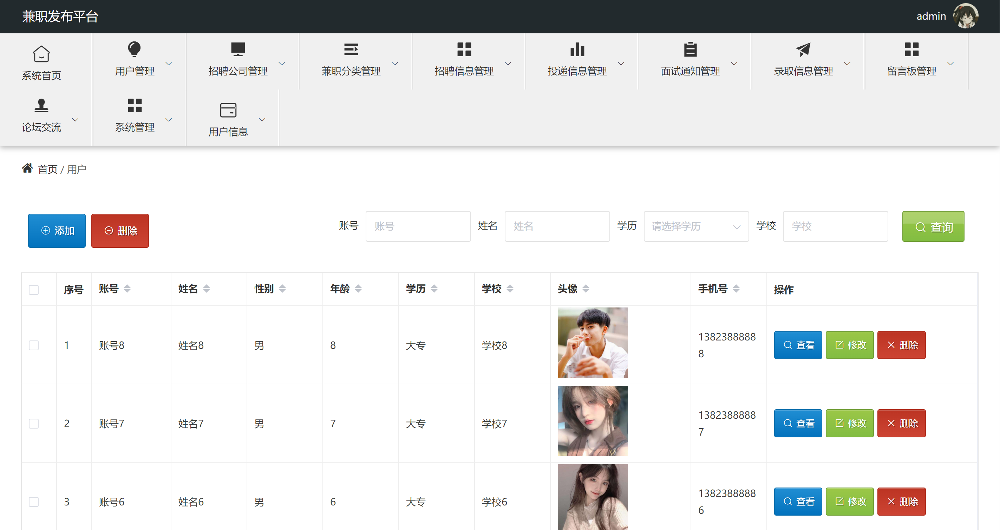 兼职发布平台
admin
系统首页
用户管理
招聘公司管理
兼职分类管理
招聘信息管理
投递信息管理
面试通知管理
录取信息管理
留言板管理
论坛交流
系统管理
用户信息
首页 / 用户
添加
删除
账号 账号
姓名 姓名
学历 请选择学历
学校 学校
查询
序号 账号 姓名 性别 年龄 学历 学校 头像 手机号 操作
1 账号8 姓名8 男 8 大专 学校8 1382388888 查看 修改 删除
8
2 账号7 姓名7 男 7 大专 学校7 1382388888 查看 修改 删除
7
3 账号6 姓名6 男 6 大专 学校6 1382388888 查看 修改 删除
6